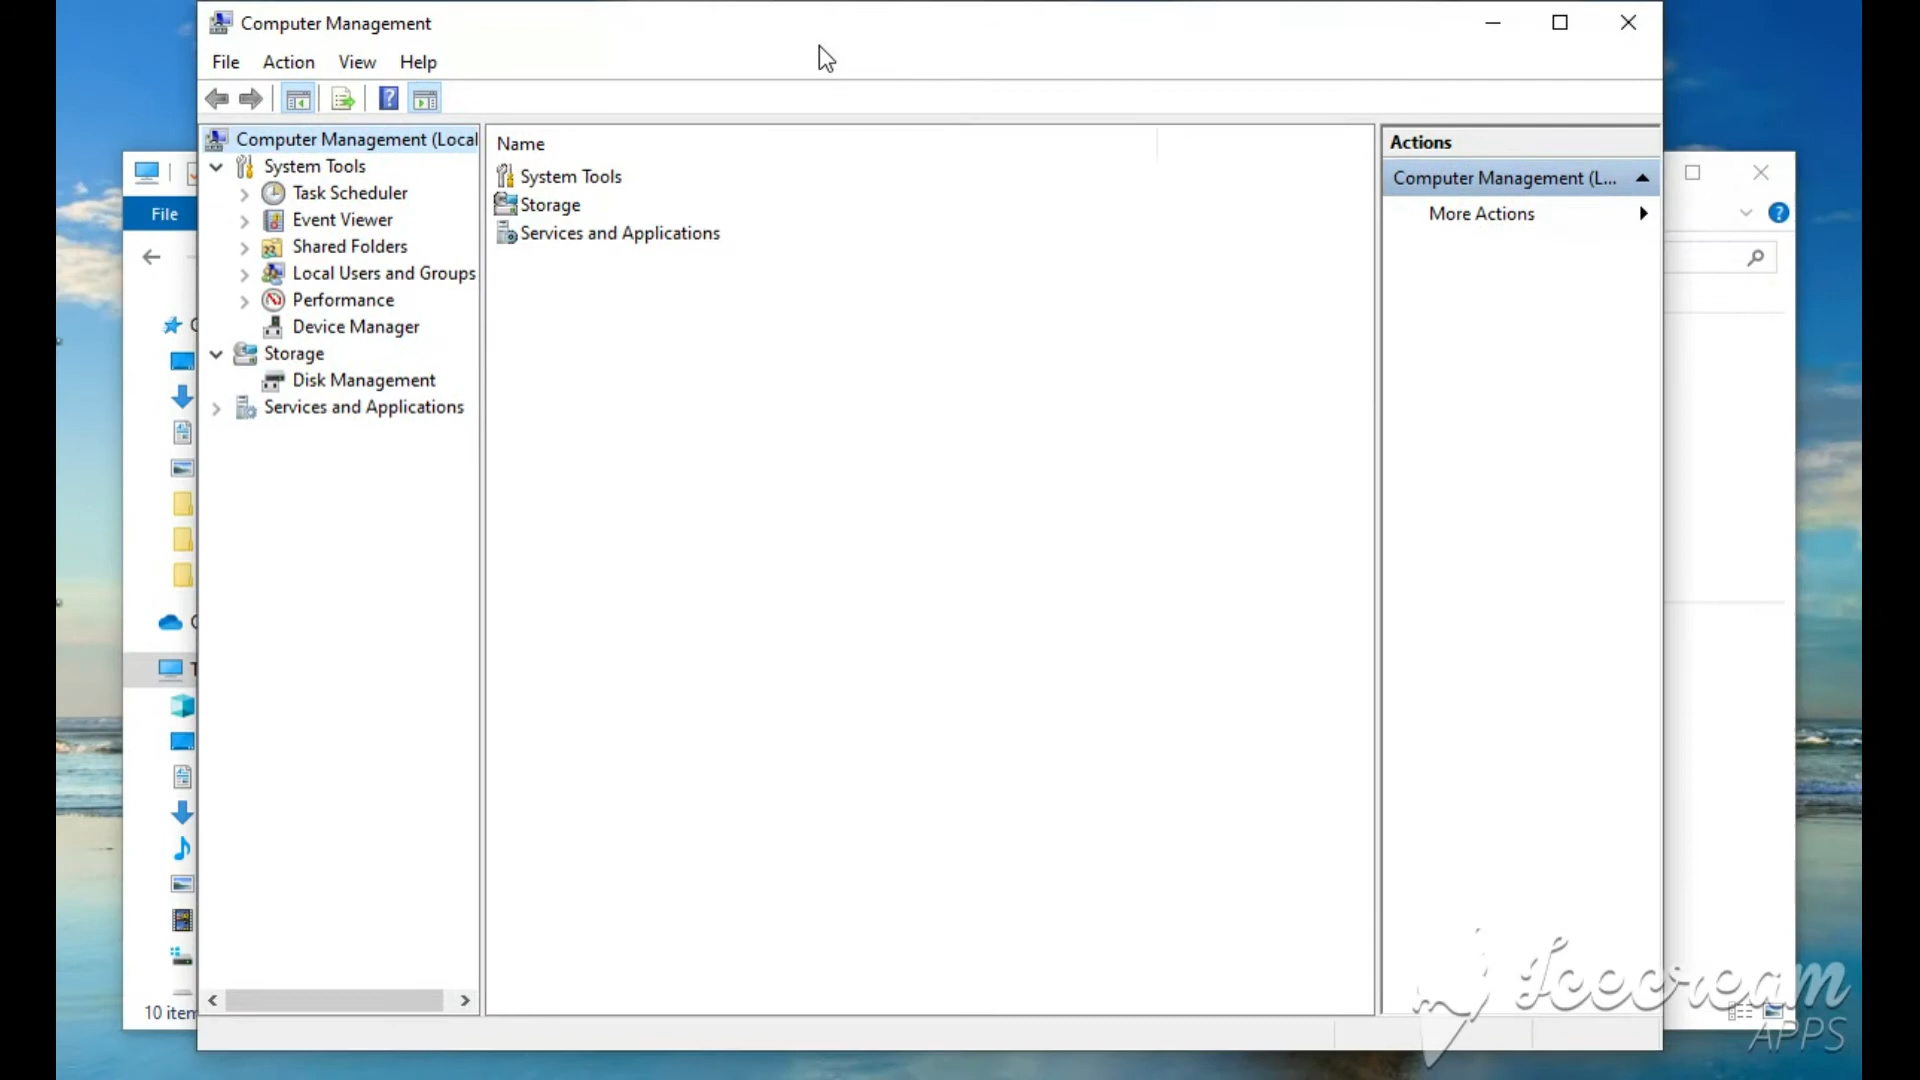 Computer Management
File Action View Help
Computer Management (Local
System Tools
Task Scheduler
Event Viewer
Shared Folders
Local Users and Groups
Performance
Device Manager
Storage
Disk Management
Services and Applications
Name
System Tools
Storage
Services and Applications
Actions
Computer Management (L...
More Actions
File
10 item
Icecream
APPS